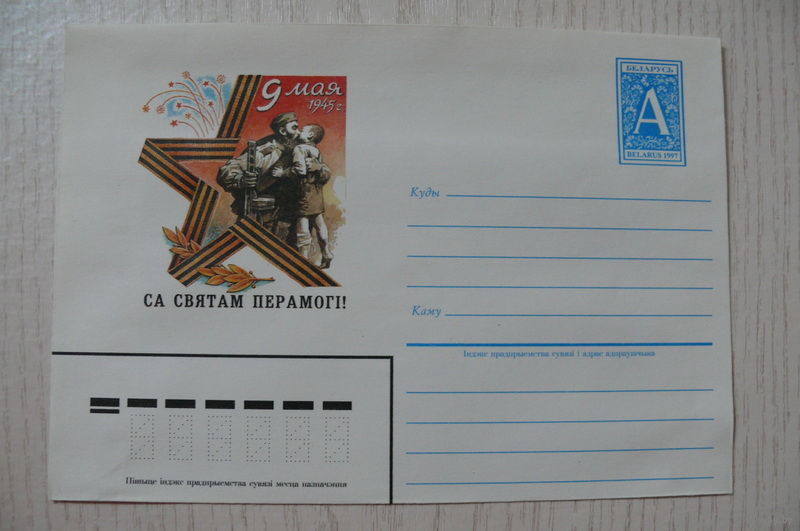 9 мая
1945 г.
СА СВЯТАМ ПЕРАМОГІ!
БЕЛАРУСЬ
А
BELARUS 1997
Куды
Каму
Індэкс прадпрыемства сувязі і адрас адпраўшчыка
Пішыце індэкс прадпрыемства сувязі месца назначэння